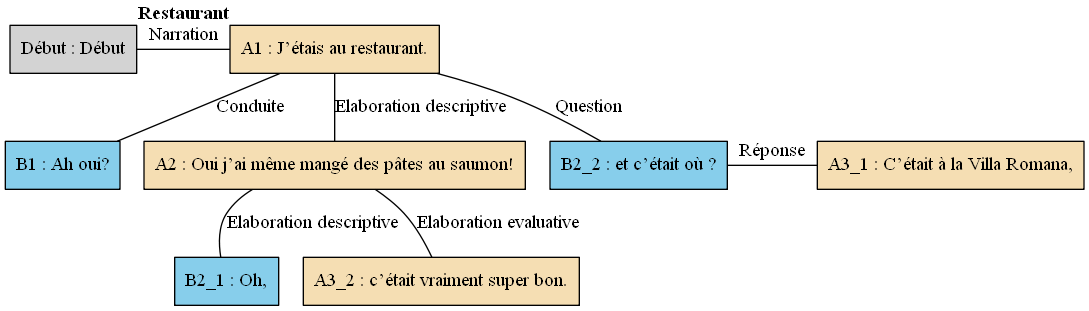 Restaurant
Début : Début
Narration
A1 : J’étais au restaurant.
Conduite
Elaboration descriptive
Question
B1 : Ah oui?
A2 : Oui j’ai même mangé des pâtes au saumon!
B2_2 : et c’était où ?
Réponse
A3_1 : C’était à la Villa Romana,
Elaboration descriptive
Elaboration evaluative
B2_1 : Oh,
A3_2 : c’était vraiment super bon.